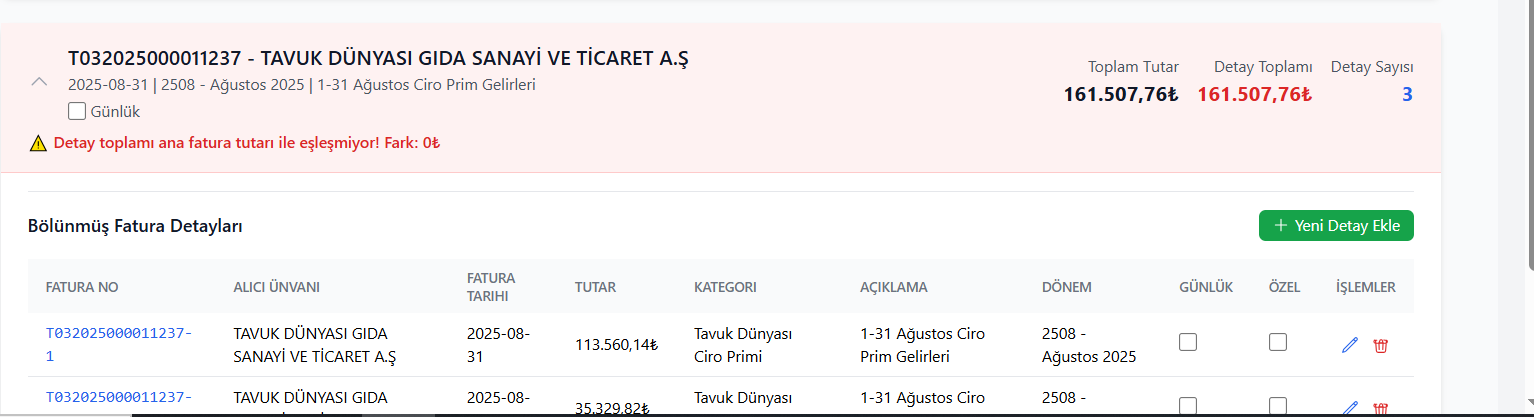 T032025000011237 - TAVUK DÜNYASI GIDA SANAYİ VE TİCARET A.Ş
2025-08-31 | 2508 - Ağustos 2025 | 1-31 Ağustos Ciro Prim Gelirleri
Günlük
Toplam Tutar Detay Toplamı Detay Sayısı
161.507,76₺ 161.507,76₺ 3
Detay toplamı ana fatura tutarı ile eşleşmiyor! Fark: 0₺
Bölünmüş Fatura Detayları
+ Yeni Detay Ekle
FATURA NO ALICI ÜNVANI FATURA TARIHI TUTAR KATEGORI AÇIKLAMA DÖNEM GÜNLÜK ÖZEL İŞLEMLER
T032025000011237- TAVUK DÜNYASI GIDA 2025-08- 113.560,14₺ Tavuk Dünyası 1-31 Ağustos Ciro 2508 -
1 SANAYİ VE TİCARET A.Ş 31 Ciro Primi Prim Gelirleri Ağustos 2025
T032025000011237- TAVUK DÜNYASI GIDA 2025-08- 35.329,82₺ Tavuk Dünyası 1-31 Ağustos Ciro 2508 -